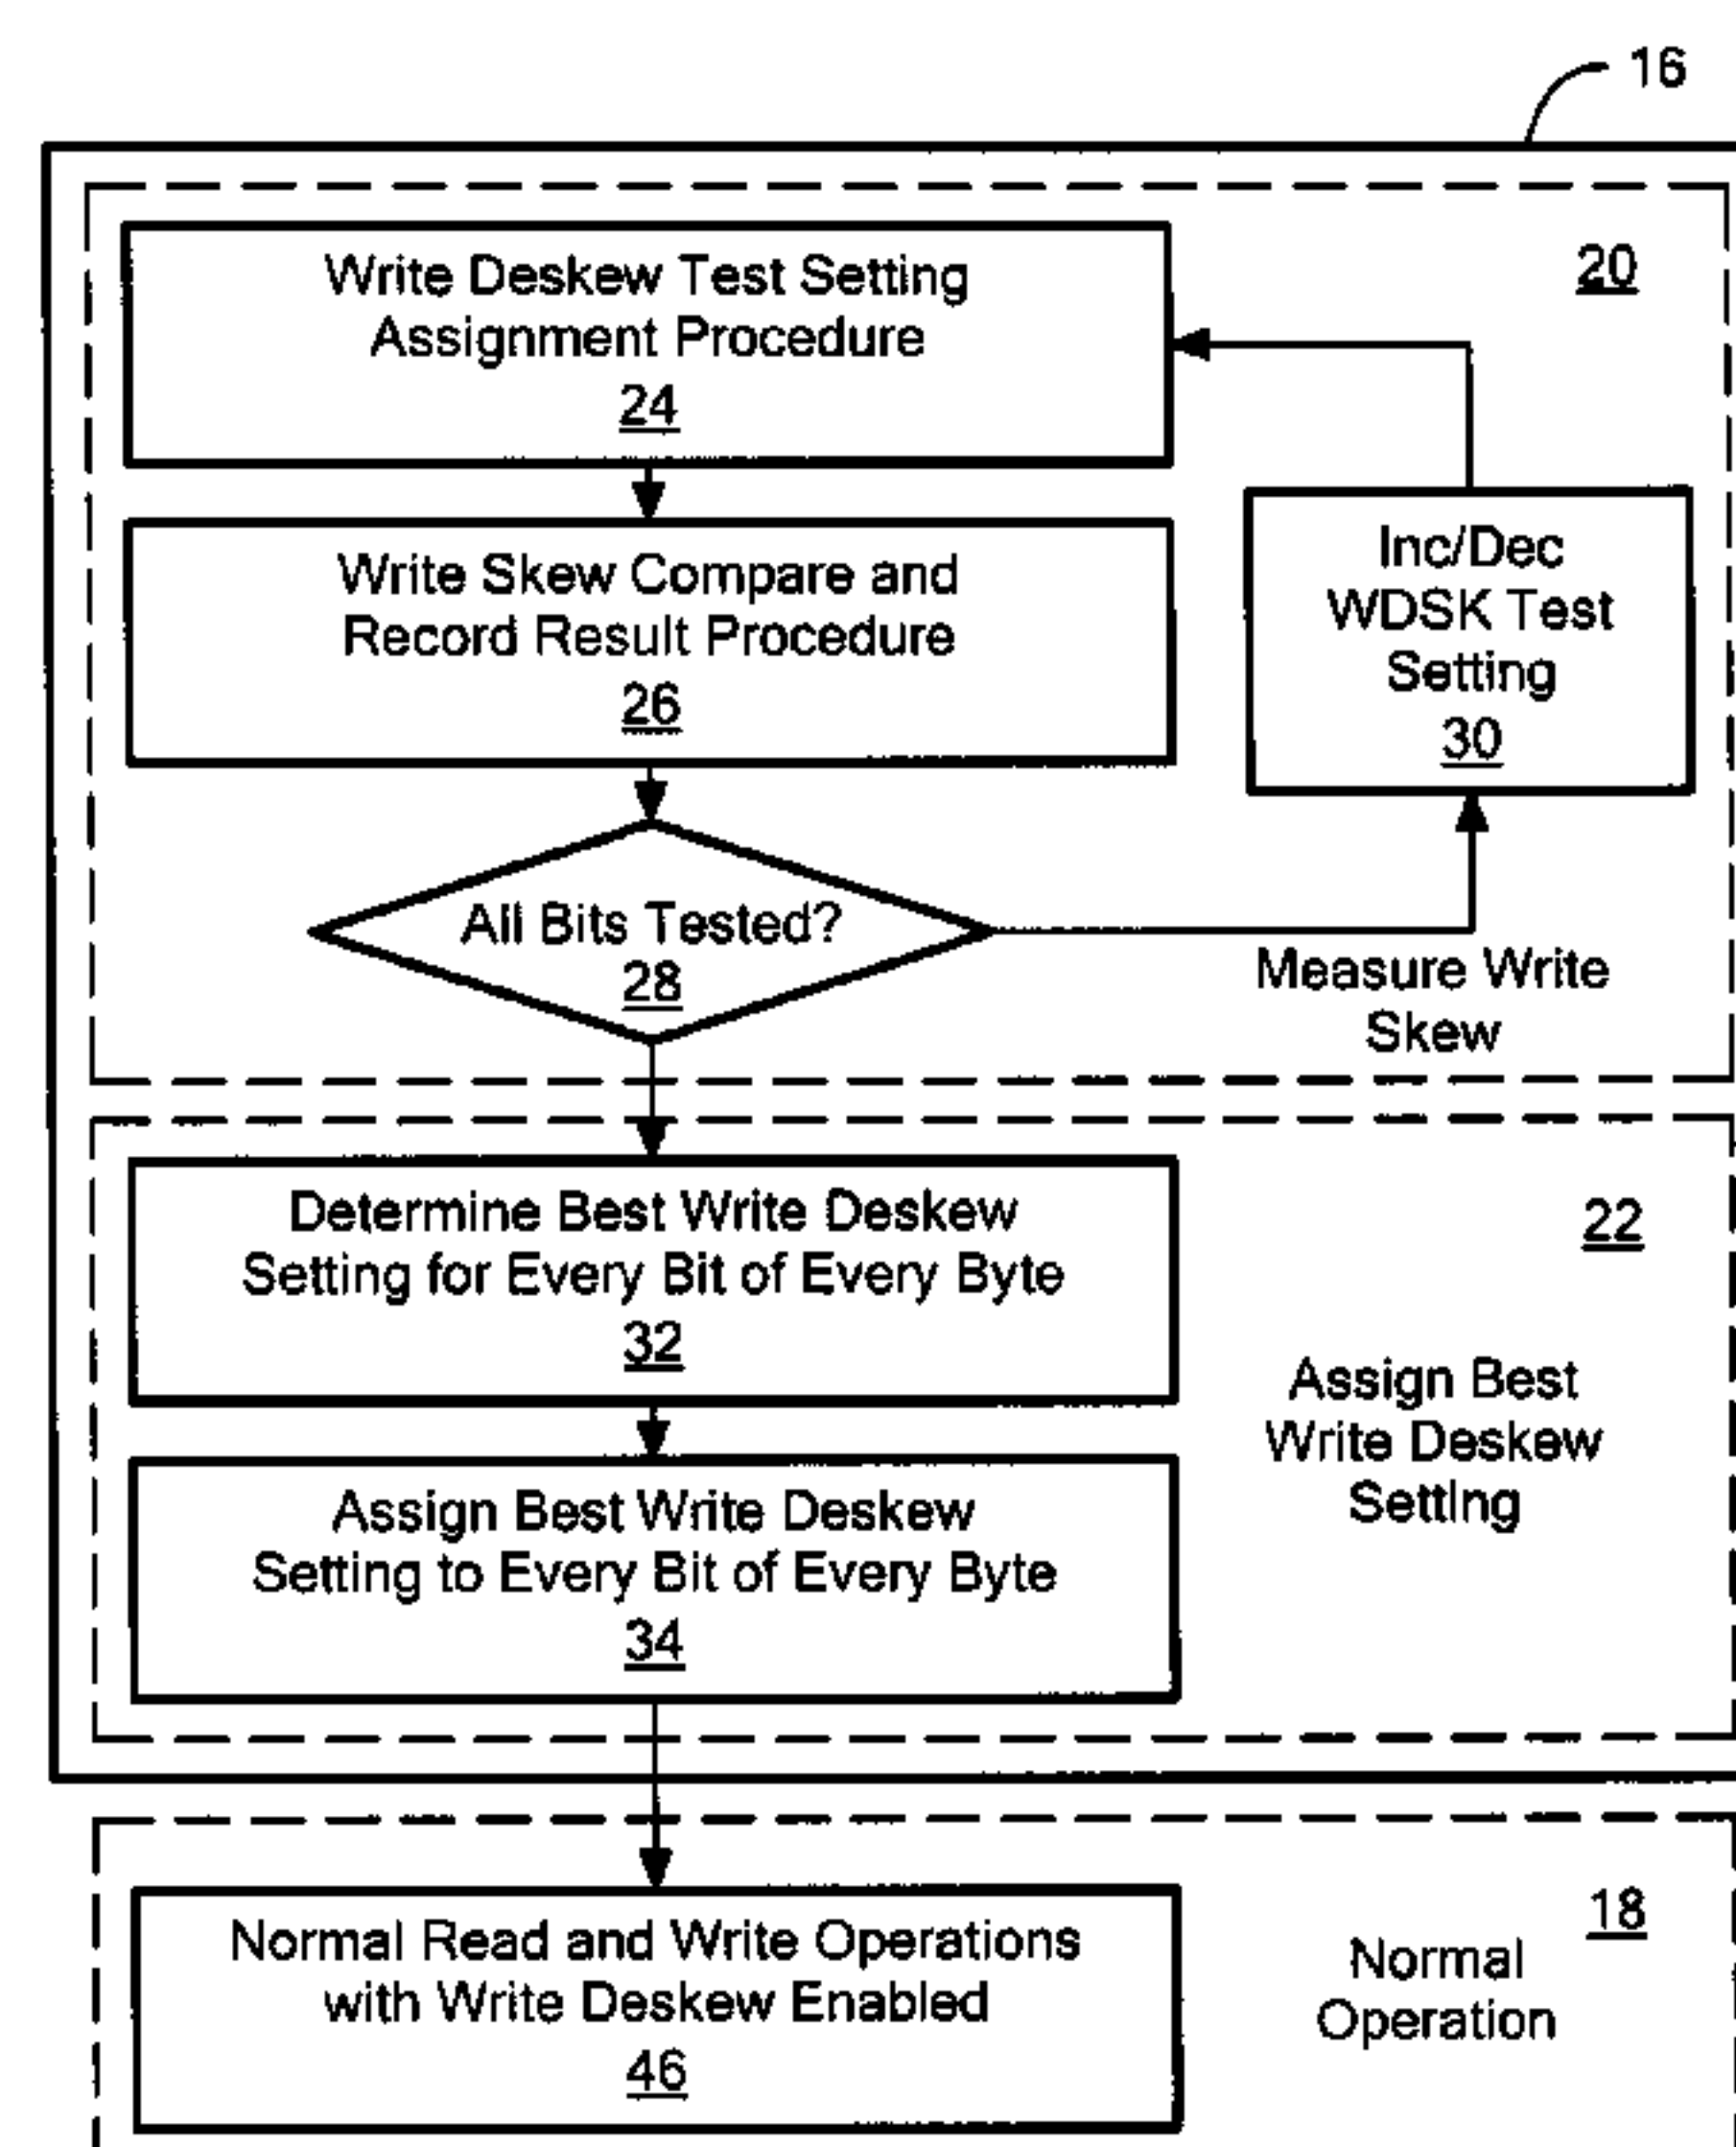 16
20
Write Deskew Test Setting
Assignment Procedure
24
Write Skew Compare and
Record Result Procedure
26
Inc/Dec
WDSK Test
Setting
30
All Bits Tested?
28
Measure Write
Skew
22
Determine Best Write Deskew
Setting for Every Bit of Every Byte
32
Assign Best
Write Deskew
Setting
Assign Best Write Deskew
Setting to Every Bit of Every Byte
34
18
Normal Read and Write Operations
with Write Deskew Enabled
46
Normal
Operation